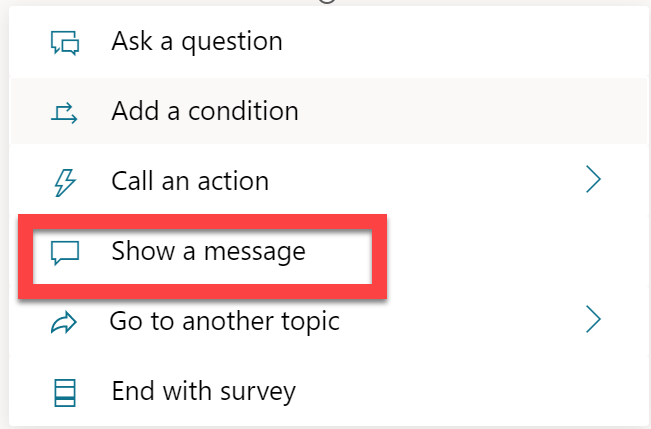 Ask a question
Add a condition
Call an action
Show a message
Go to another topic
End with survey